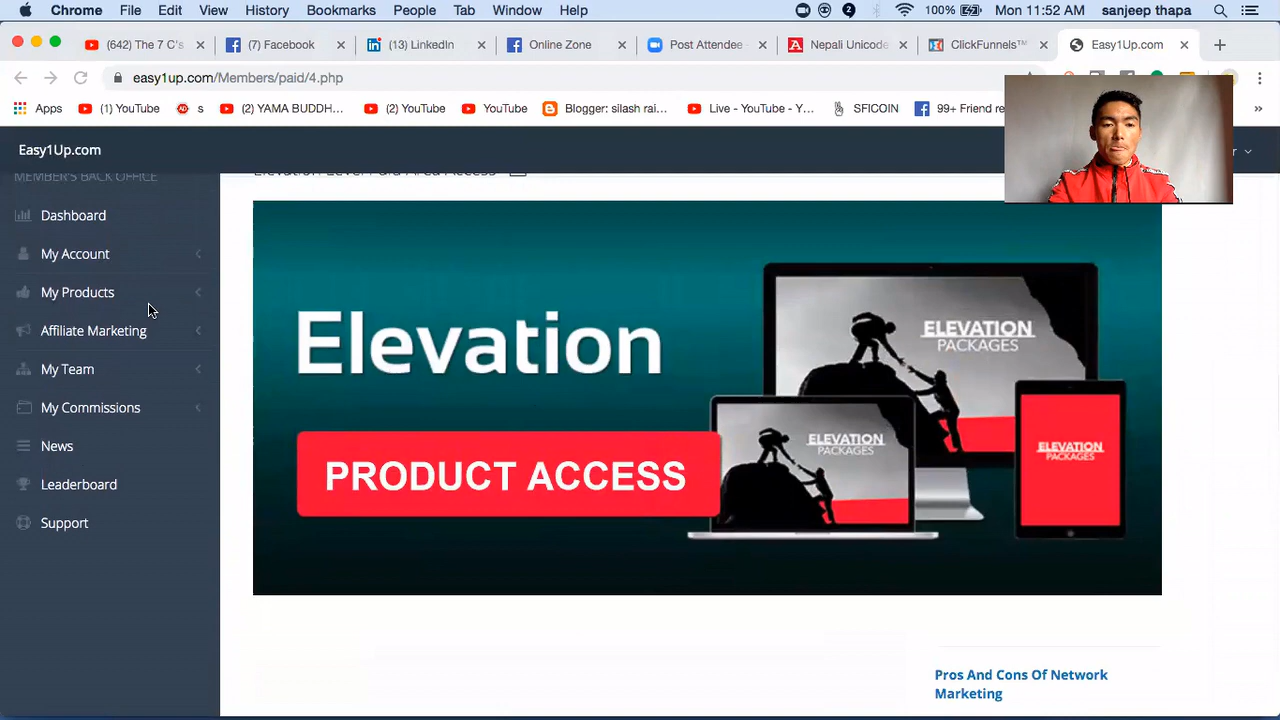 Chrome File Edit View History Bookmarks People Tab Window Help 2 100% Mon 11:52 AM sanjeep thapa
(642) The 7 C's (7) Facebook (13) LinkedIn Online Zone Post Attendee Nepali Unicode ClickFunnels™ Easy1Up.com
easy1up.com/Members/paid/4.php
Apps (1) YouTube s (2) YAMA BUDDH... (2) YouTube YouTube Blogger: silash rai... Live - YouTube - Y... SFICOIN 99+ Friend re
Easy1Up.com
MEMBER'S BACK OFFICE
Dashboard
My Account
My Products
Affiliate Marketing
My Team
My Commissions
News
Leaderboard
Support
Elevation
PRODUCT ACCESS
ELEVATION
PACKAGES
ELEVATION
PACKAGES
ELEVATION
PACKAGES
Pros And Cons Of Network
Marketing